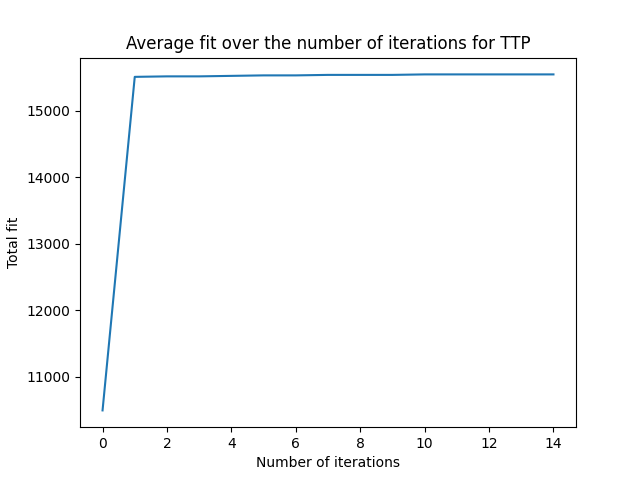 Average fit over the number of iterations for TTP
Total fit
15000
14000
13000
12000
11000
0 2 4 6 8 10 12 14
Number of iterations